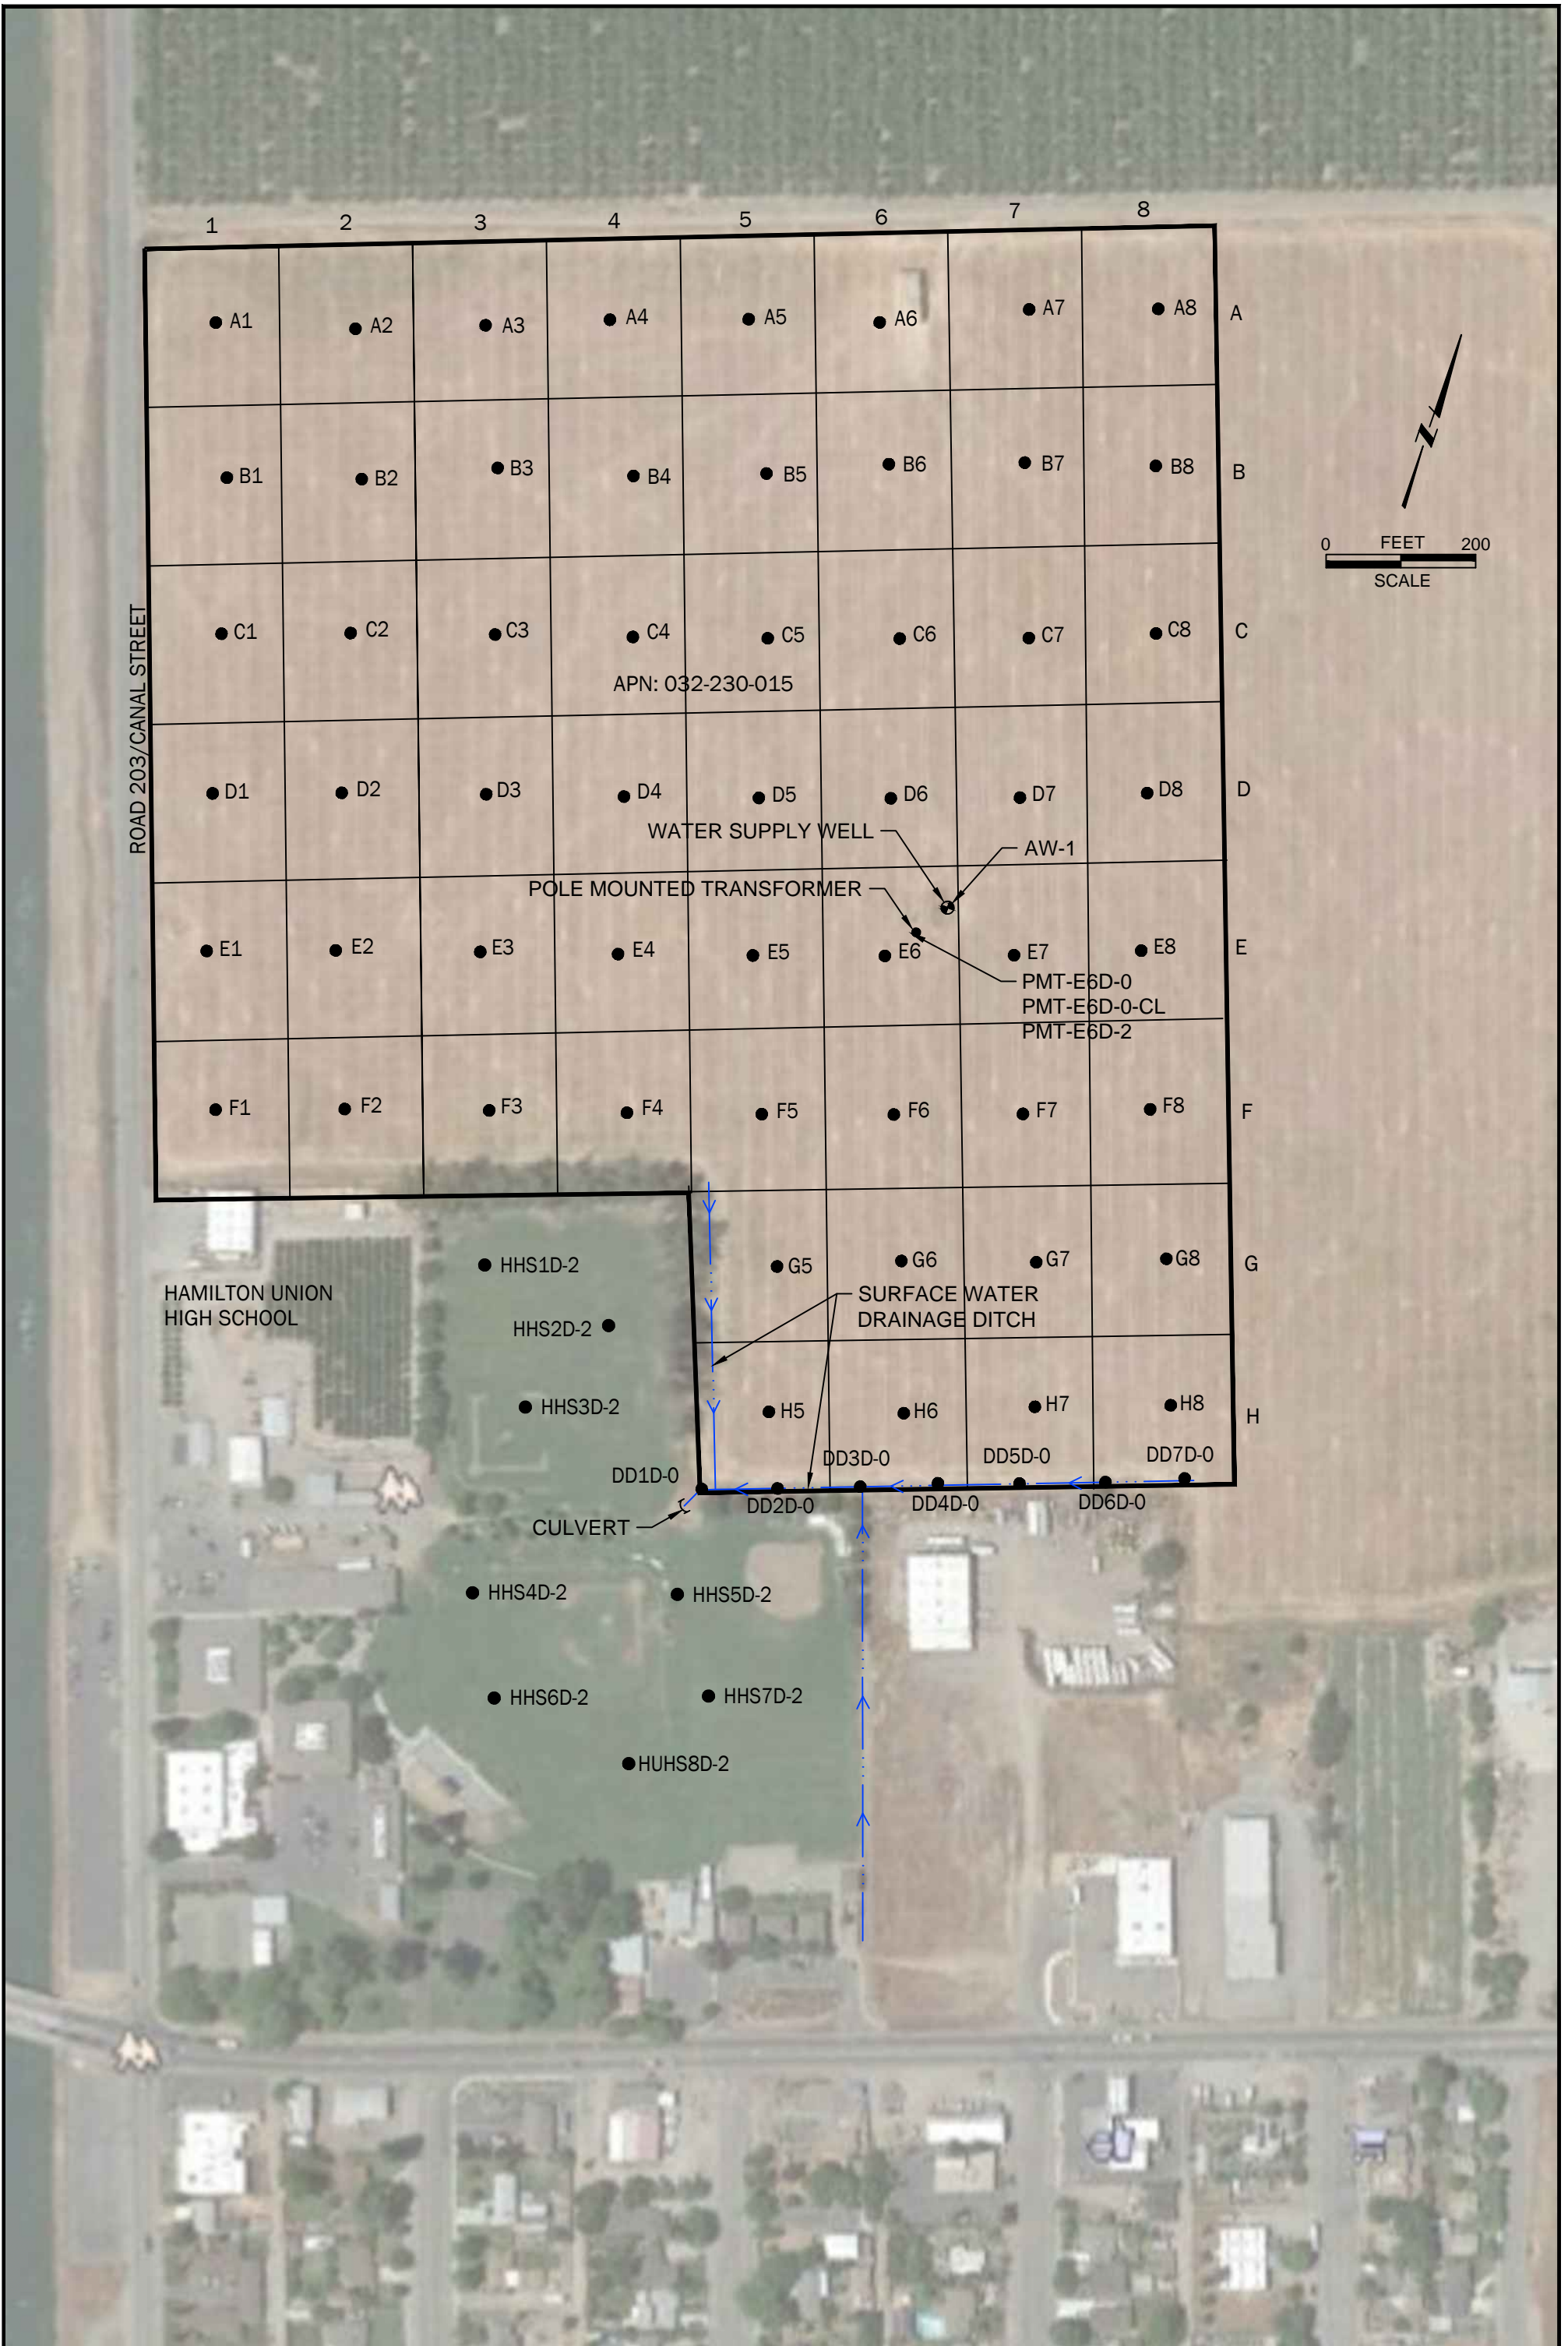 1 2 3 4 5 6 7 8
A1 A2 A3 A4 A5 A6 A7 A8 A
B1 B2 B3 B4 B5 B6 B7 B8 B
N
0 FEET 200
SCALE
C1 C2 C3 C4 C5 C6 C7 C8 C
APN: 032-230-015
ROAD 203/CANAL STREET
D1 D2 D3 D4 D5 D6 D7 D8 D
WATER SUPPLY WELL
AW-1
POLE MOUNTED TRANSFORMER
E1 E2 E3 E4 E5 E6 E7 E8 E
PMT-E6D-0
PMT-E6D-0-CL
PMT-E6D-2
F1 F2 F3 F4 F5 F6 F7 F8 F
HHS1D-2
G5 G6 G7 G8 G
HAMILTON UNION
HIGH SCHOOL
SURFACE WATER
DRAINAGE DITCH
HHS2D-2
HHS3D-2
H5 H6 H7 H8 H
DD1D-0
DD2D-0
DD3D-0
DD4D-0
DD5D-0
DD6D-0
DD7D-0
CULVERT
HHS4D-2
HHS5D-2
HHS6D-2
HHS7D-2
HUHS8D-2